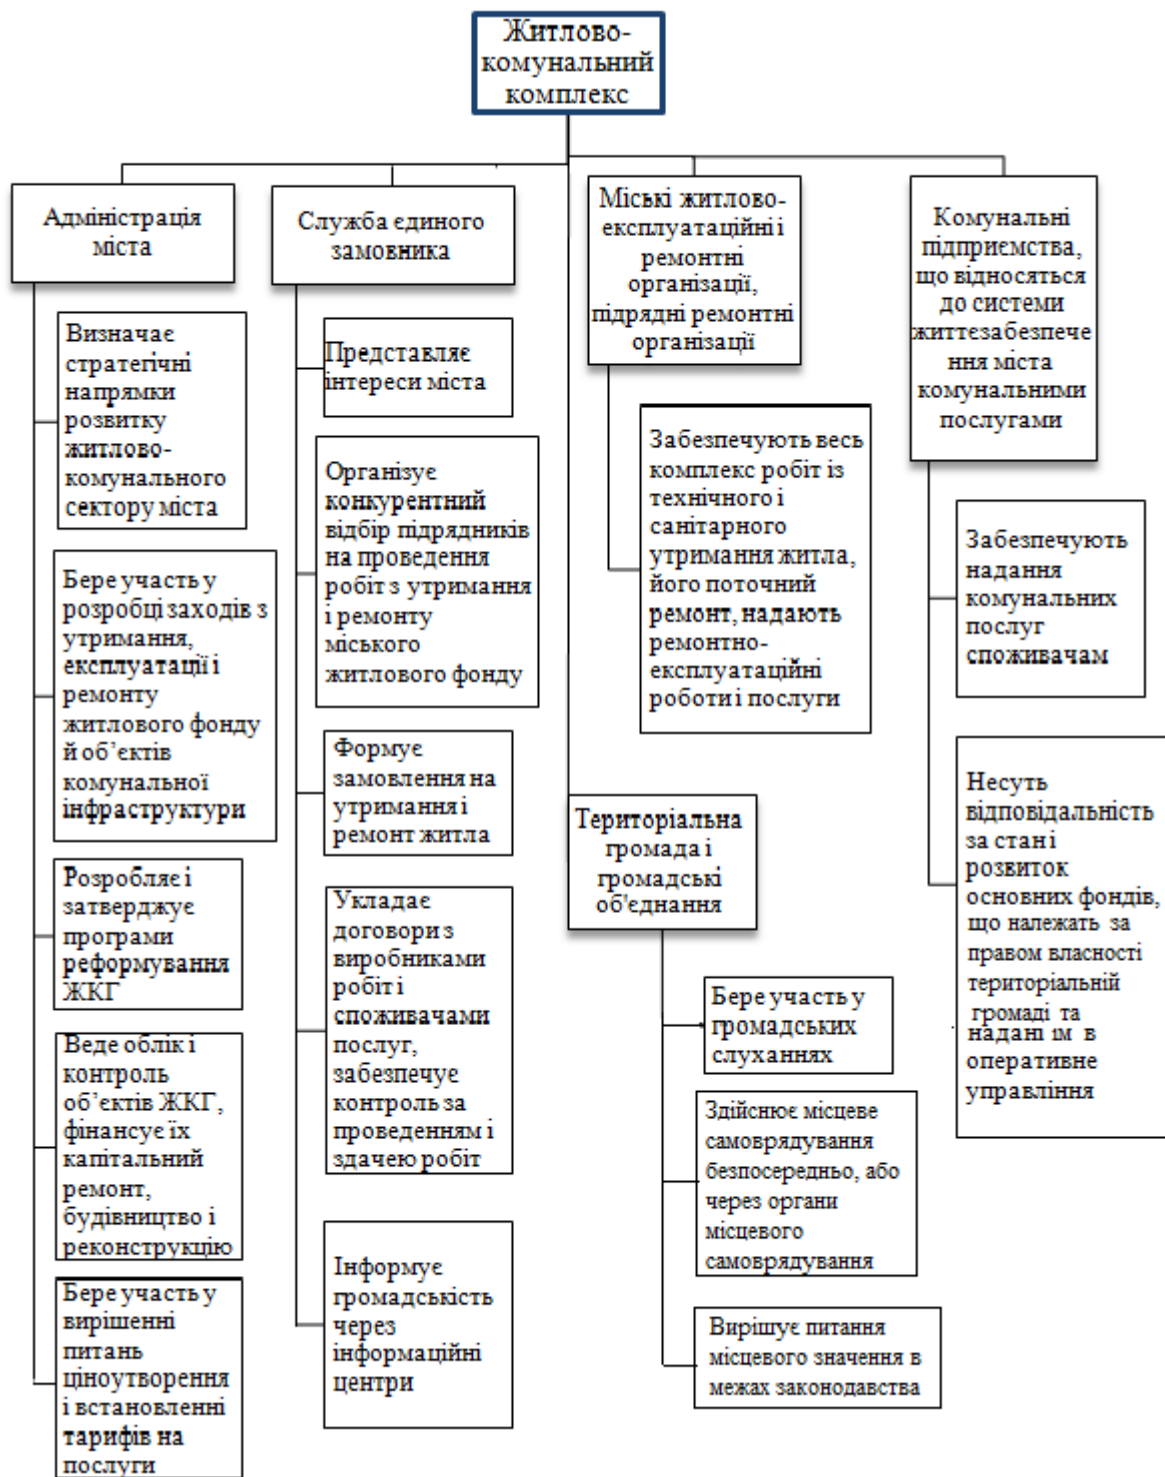 Житлово-
комунальний
комплекс
Адміністрація
міста
Визначає
стратегічні
напрямки
розвитку
житлово-
комунального
сектору міста
Бере участь у
розробці заходів з
утримання,
експлуатації і
ремонту
житлового фонду
й об’єктів
комунальної
інфраструктури
Розробляє і
затверджує
програми
реформування
ЖКГ
Веде облік і
контроль
об’єктів ЖКГ,
фінансує їх
капітальний
ремонт,
будівництво і
реконструкцію
Бере участь у
вирішенні
питань
ціноутворення
і встановленні
тарифів на
послуги
Служба єдиного
замовника
Представляє
інтереси міста
Організує
конкурентний
відбір підрядників
на проведення
робіт з утримання
і ремонту
міського
житлового фонду
Формує
замовлення на
утримання і
ремонт житла
Укладає
договори з
виробниками
робіт і
споживачами
послуг,
забезпечує
контроль за
проведенням і
здачею робіт
Інформує
громадськість
через
інформаційні
центри
Міські житлово-
експлуатаційні і
ремонтні
організації,
підрядні ремонтні
організації
Забезпечують весь
комплекс робіт із
технічного і
санітарного
утримання житла,
його поточний
ремонт, надають
ремонтно-
експлуатаційні
роботи і послуги
Територіальна
громада і
громадські
об'єднання
Бере участь у
громадських
слуханнях
Здійснює місцеве
самоврядування
безпосередньо, або
через органи
місцевого
самоврядування
Вирішує питання
місцевого значення в
межах законодавства
Комунальні
підприємства,
що відносяться
до системи
життєзабезпече
ння міста
комунальними
послугами
Забезпечують
надання
комунальних
послуг
споживачам
Несуть
відповідальність
за стан і
розвиток
основних фондів,
що належать за
правом власності
територіальній
громаді та
надані їм в
оперативне
управління